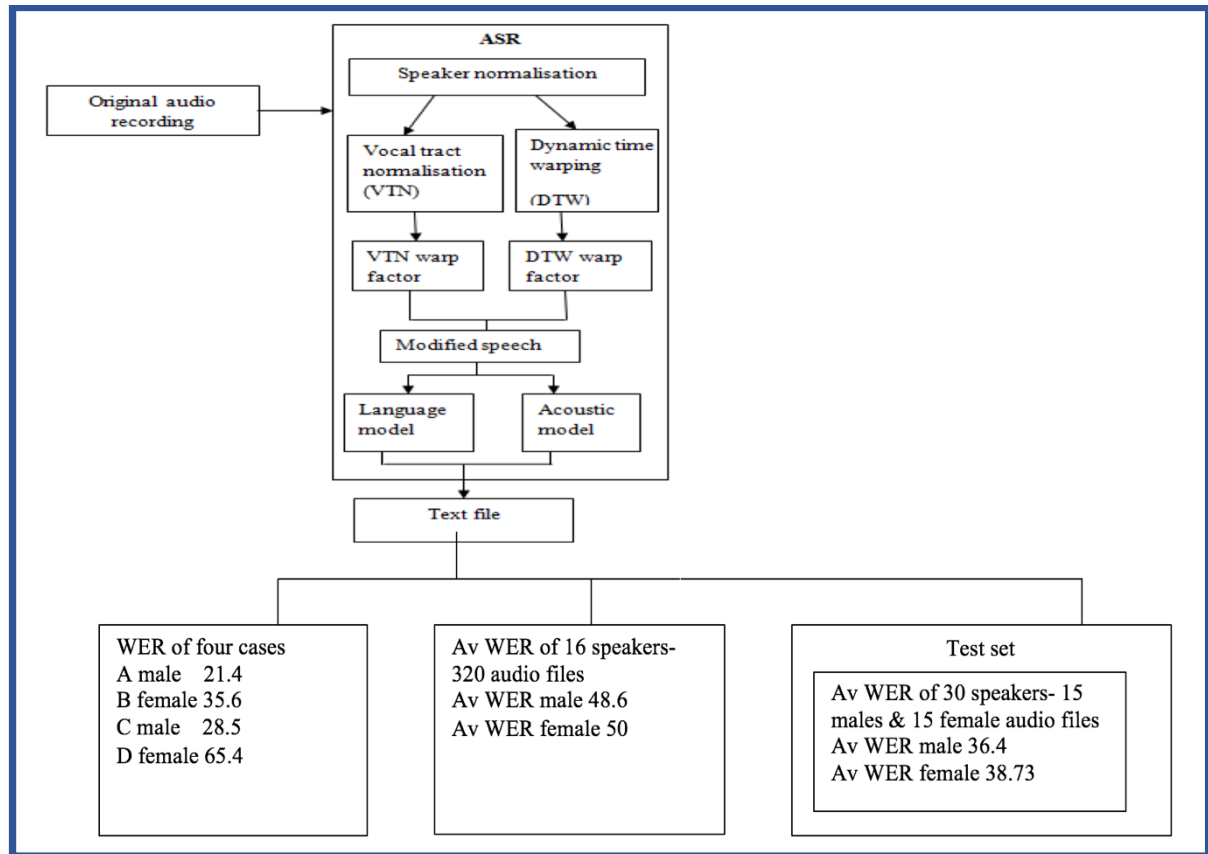 ASR
Speaker normalisation
Original audio
recording
Vocal tract
normalisation
(VTN)
Dynamic time
warping
(DTW)
VTN warp
factor
DTW warp
factor
Modified speech
Language
model
Acoustic
model
Text file
WER of four cases
A male 21.4
B female 35.6
C male 28.5
D female 65.4
Av WER of 16 speakers-
320 audio files
Av WER male 48.6
Av WER female 50
Test set
Av WER of 30 speakers- 15
males & 15 female audio files
Av WER male 36.4
Av WER female 38.73